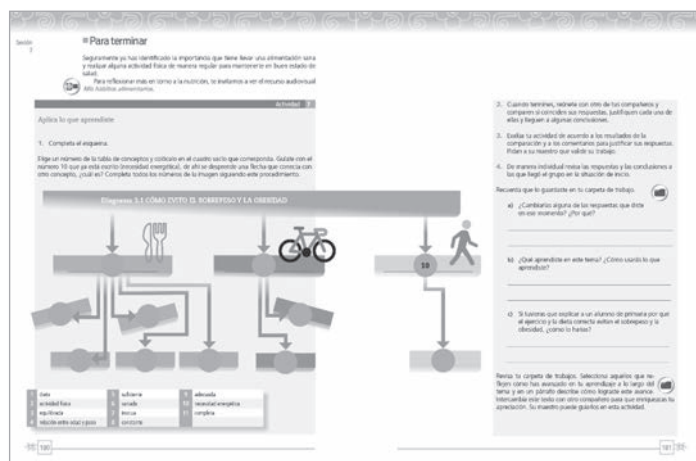 Sesión
7
Para terminar
Seguramente ya has identificado la importancia que tiene llevar una alimentación sana
y realizar alguna actividad física de manera regular para mantenerte en buen estado de
salud.
Para reflexionar más en torno a la nutrición, te invitamos a ver el recurso audiovisual
Mis hábitos alimentarios.
Actividad 7
Aplica lo que aprendiste
1. Completa el esquema.
Elige un número de la tabla de conceptos y colócalo en el cuadro vacío que corresponda. Guíate con el
número 10 que ya está escrito (necesidad energética), de ahí se desprende una flecha que conecta con
otro concepto, ¿cuál es? Completa todos los números de la imagen siguiendo este procedimiento.
Diagrama 3.1 CÓMO EVITO EL SOBREPESO Y LA OBESIDAD
10
1 dieta
2 actividad física
3 equilibrada
4 relación entre edad y peso
5 suficiente
6 variada
7 inocua
8 constante
9 adecuada
10 necesidad energética
11 completa
180
2. Cuando termines, reúnete con otro de tus compañeros y
comparen si coinciden sus respuestas, justifiquen cada una de
ellas y lleguen a algunas conclusiones.
3. Evalúa tu actividad de acuerdo a los resultados de la
comparación y a los comentarios para justificar sus respuestas.
Pidan a su maestro que valide su trabajo.
4. De manera individual revisa las respuestas y las conclusiones a
las que llegó el grupo en la situación de inicio.
Recuerda que lo guardaste en tu carpeta de trabajo.
a) ¿Cambiarías alguna de las respuestas que diste
en ese momento? ¿Por qué?
b) ¿Qué aprendiste en este tema? ¿Cómo usarás lo que
aprendiste?
c) Si tuvieras que explicar a un alumno de primaria por qué
el ejercicio y la dieta correcta evitan el sobrepeso y la
obesidad, ¿cómo lo harías?
Revisa tu carpeta de trabajos. Selecciona aquellos que re-
flejen cómo has avanzado en tu aprendizaje a lo largo del
tema y en un párrafo describe cómo lograste este avance.
Intercambia este texto con otro compañero para que enriquezcas tu
apreciación. Su maestro puede guiarlos en esta actividad.
181